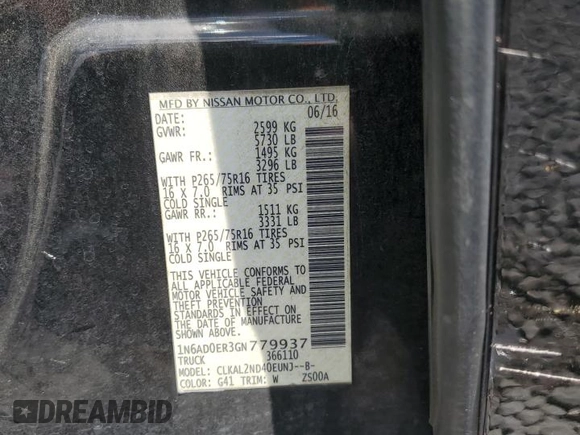 MFD BY NISSAN MOTOR CO., LTD.
DATE: 06/16
GVWR: 2599 KG
5730 LB
GAWR FR.: 1495 KG
3296 LB
WITH P265/75R16 TIRES
16 X 7.0 RIMS AT 35 PSI
COLD SINGLE
GAWR RR.: 1511 KG
3331 LB
WITH P265/75R16 TIRES
16 X 7.0 RIMS AT 35 PSI
COLD SINGLE
THIS VEHICLE CONFORMS TO
ALL APPLICABLE FEDERAL
MOTOR VEHICLE SAFETY AND
THEFT PREVENTION
STANDARDS IN EFFECT ON
THE DATE OF MANUFACTURE
1N6AD0ER3GN779937
TRUCK 366110
MODEL: CLKAL2ND40EUNJ--B-
COLOR: G41 TRIM: W ZS00A
DREAMBID